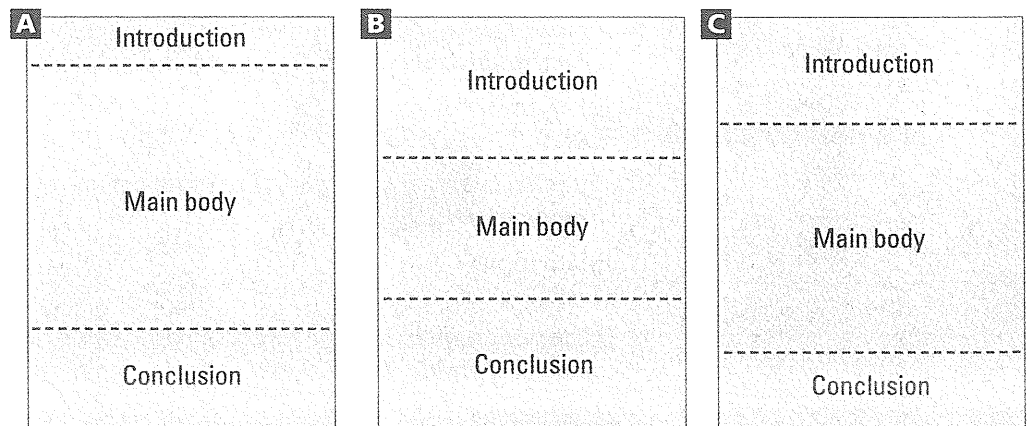 A
Introduction
Main body
Conclusion
B
Introduction
Main body
Conclusion
C
Introduction
Main body
Conclusion